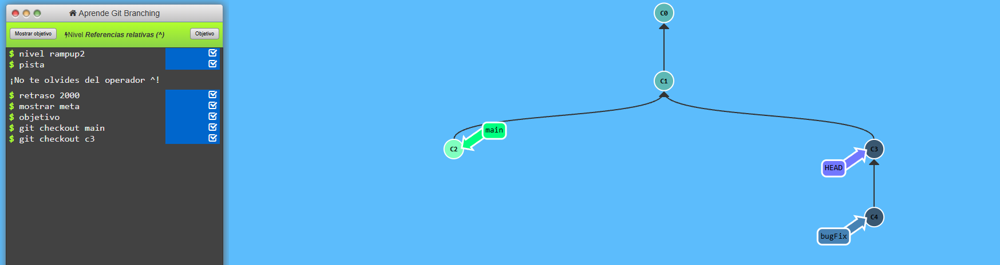 Aprende Git Branching
Mostrar objetivo
Nivel Referencias relativas (^)
Objetivo
$ nivel rampup2
$ pista
¡No te olvides del operador ^!
$ retraso 2000
$ mostrar meta
$ objetivo
$ git checkout main
$ git checkout c3
C0
C1
main
C2
C3
HEAD
C4
bugFix